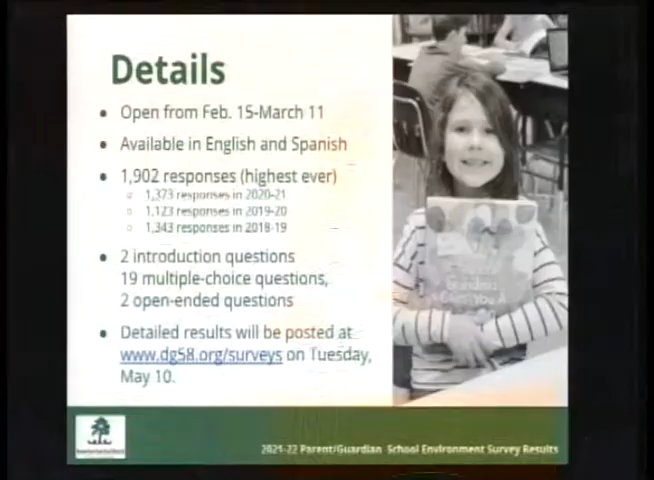 Details
• Open from Feb. 15-March 11
• Available in English and Spanish
• 1,902 responses (highest ever)
○ 1,373 responses in 2020-21
○ 1,123 responses in 2019-20
○ 1,343 responses in 2018-19
• 2 introduction questions
19 multiple-choice questions,
2 open-ended questions
• Detailed results will be posted at
www.dg58.org/surveys on Tuesday,
May 10.
Grandma
Gives You A
2021-22 Parent/Guardian School Environment Survey Results